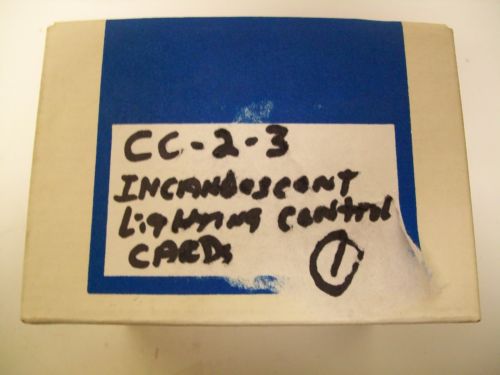 CC-2-3
INCANDESCENT
LIGHTING CONTROL
CARDS
1